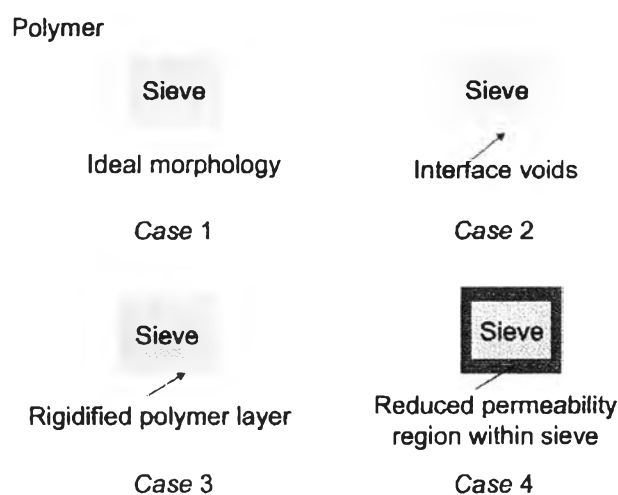 Polymer
Sieve
Ideal morphology
Case 1
Sieve
Interface voids
Case 2
Sieve
Rigidified polymer layer
Case 3
Sieve
Reduced permeability
region within sieve
Case 4